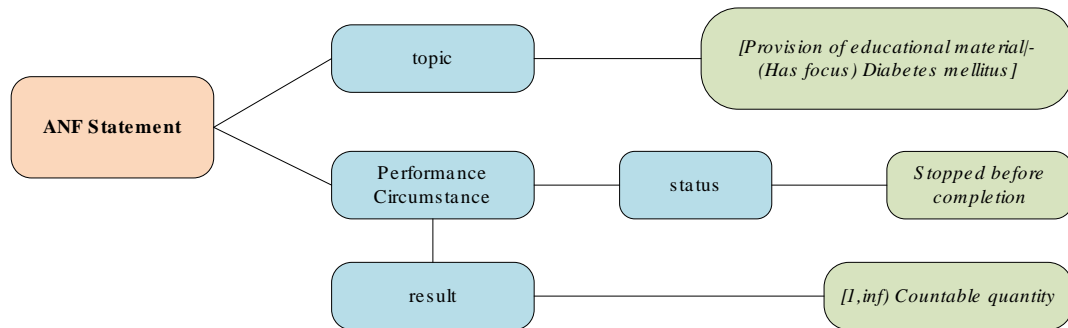 topic
[Provision of educational material|-
(Has focus) Diabetes mellitus]
ANF Statement
Performance
Circumstance
status
Stopped before
completion
result
[1,inf) Countable quantity